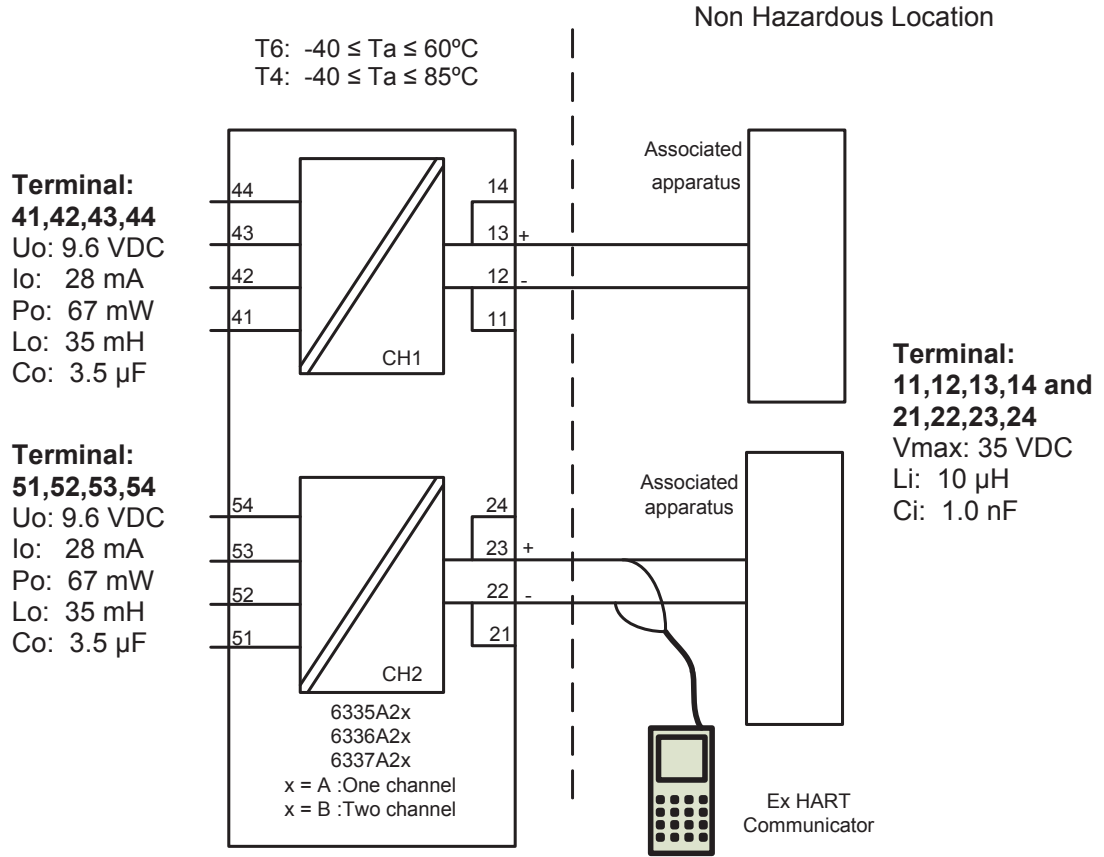 Non Hazardous Location
T6: -40 ≤ Ta ≤ 60ºC
T4: -40 ≤ Ta ≤ 85ºC
Terminal:
41,42,43,44
Uo: 9.6 VDC
Io: 28 mA
Po: 67 mW
Lo: 35 mH
Co: 3.5 µF
44
43
42
41
CH1
14
13 +
12 -
11
Associated
apparatus
Terminal:
11,12,13,14 and
21,22,23,24
Vmax: 35 VDC
Li: 10 µH
Ci: 1.0 nF
Terminal:
51,52,53,54
Uo: 9.6 VDC
Io: 28 mA
Po: 67 mW
Lo: 35 mH
Co: 3.5 µF
54
53
52
51
CH2
24
23 +
22 -
21
Associated
apparatus
6335A2x
6336A2x
6337A2x
x = A :One channel
x = B :Two channel
Ex HART
Communicator